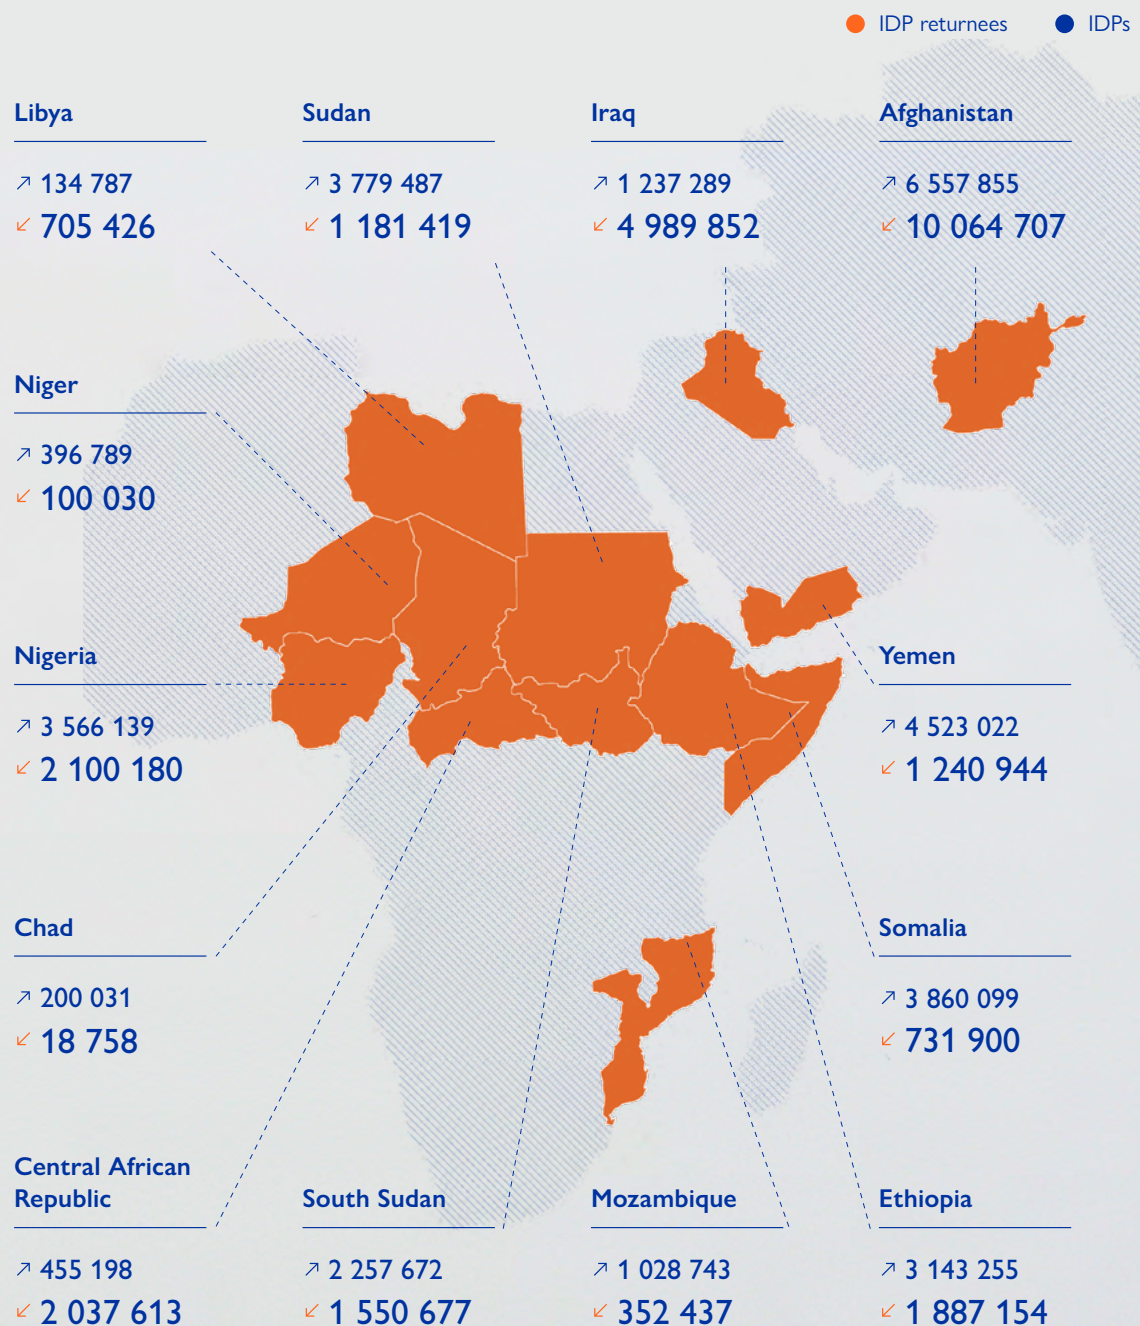 IDP returnees IDPs
Libya
↗ 134 787
↙ 705 426
Sudan
↗ 3 779 487
↙ 1 181 419
Iraq
↗ 1 237 289
↙ 4 989 852
Afghanistan
↗ 6 557 855
↙ 10 064 707
Niger
↗ 396 789
↙ 100 030
Nigeria
↗ 3 566 139
↙ 2 100 180
Yemen
↗ 4 523 022
↙ 1 240 944
Chad
↗ 200 031
↙ 18 758
Somalia
↗ 3 860 099
↙ 731 900
Central African
Republic
↗ 455 198
↙ 2 037 613
South Sudan
↗ 2 257 672
↙ 1 550 677
Mozambique
↗ 1 028 743
↙ 352 437
Ethiopia
↗ 3 143 255
↙ 1 887 154